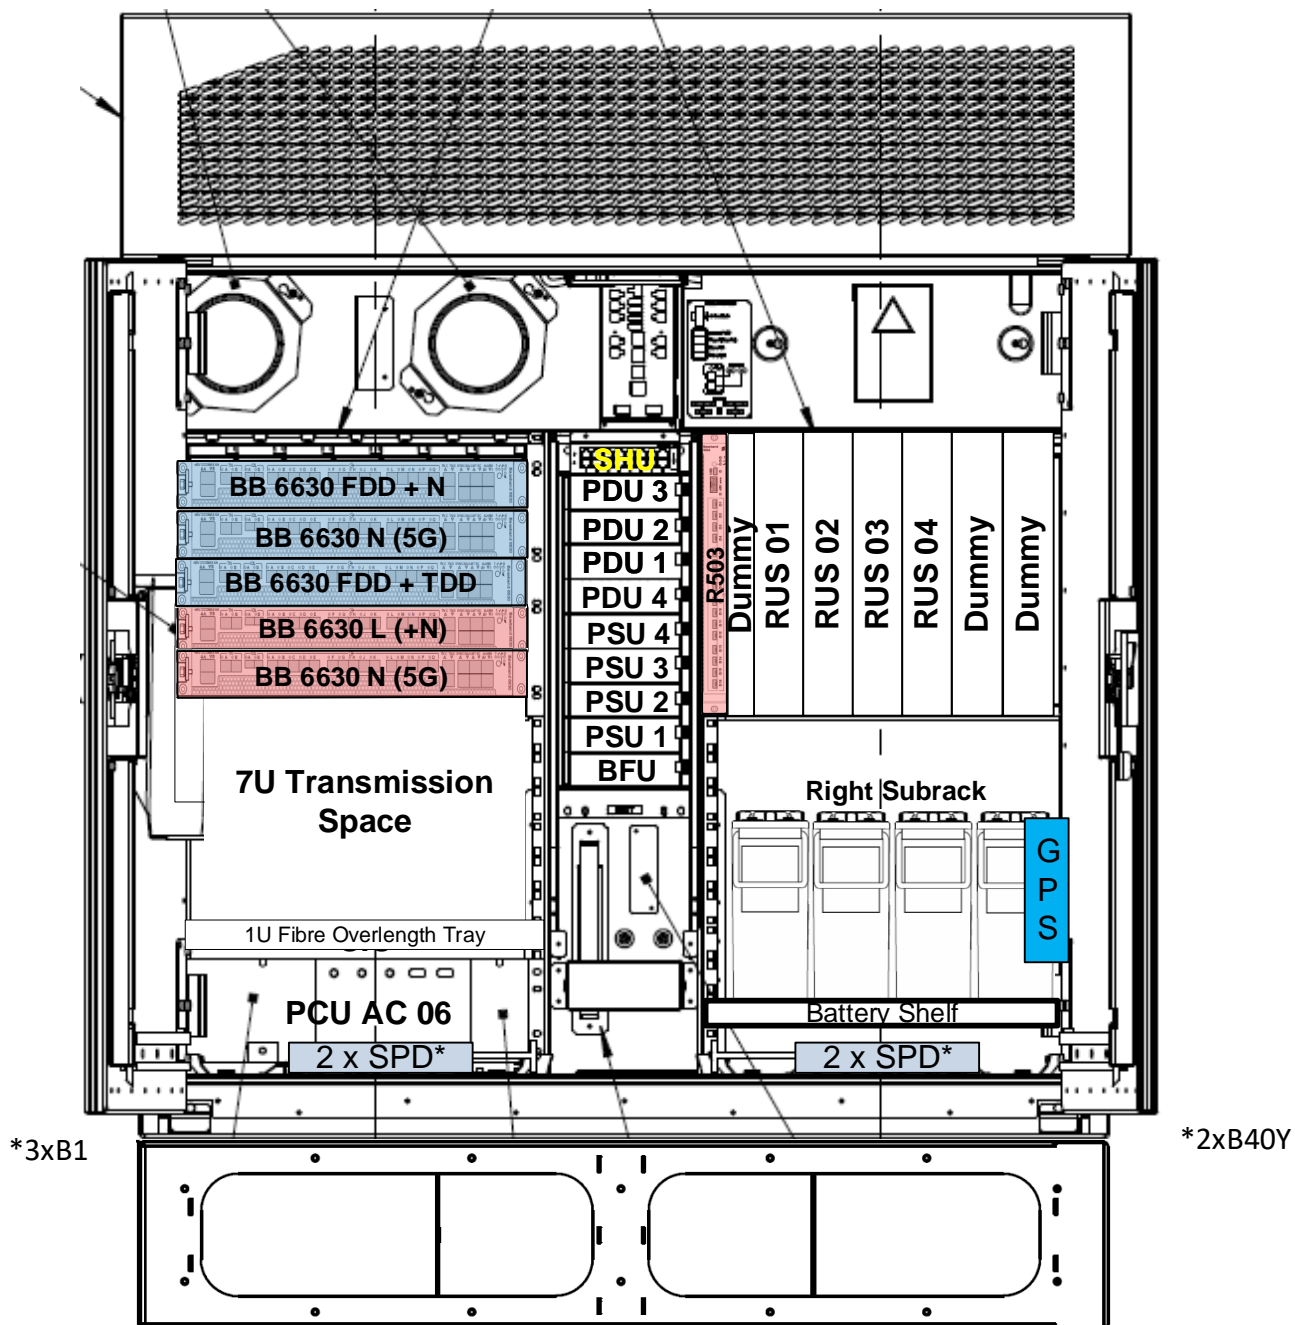 BB 6630 FDD + N
BB 6630 N (5G)
BB 6630 FDD + TDD
BB 6630 L (+N)
BB 6630 N (5G)
7U Transmission
Space
1U Fibre Overlength Tray
PCU AC 06
2 x SPD*
SHU
PDU 3
PDU 2
PDU 1
PDU 4
PSU 4
PSU 3
PSU 2
PSU 1
BFU
R503
Dummy
RUS 01
RUS 02
RUS 03
RUS 04
Dummy
Dummy
Right Subrack
GPS
Battery Shelf
2 x SPD*
*3xB1
*2xB40Y